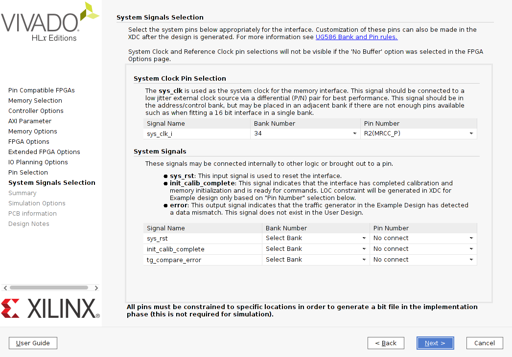 VIVADO
HLx Editions
Pin Compatible FPGAs
Memory Selection
Controller Options
AXI Parameter
Memory Options
FPGA Options
Extended FPGA Options
IO Planning Options
Pin Selection
System Signals Selection
Summary
Simulation Options
PCB Information
Design Notes
XILINX
System Signals Selection
Select the system pins below appropriately for the interface. Customization of these pins can also be made in the
XDC after the design is generated. For more information see UG586 Bank and Pin rules.
System Clock and Reference Clock pin selections will not be visible if the 'No Buffer' option was selected in the FPGA
Options page.
System Clock Pin Selection
The sys_clk is used as the system clock for the memory interface. This signal should be connected to a
low jitter external clock source via a differential (P/N) pair for best performance. This signal should be in
the address/control bank, but may be placed in an adjacent bank if there are not enough pins available
such as when fitting a 16 bit interface in a single bank.
Signal Name Bank Number Pin Number
sys_clk_i 34 R2(MRCC_P)
System Signals
These signals may be connected internally to other logic or brought out to a pin.
● sys_rst: This input signal is used to reset the interface.
● init_calib_complete: This signal indicates that the interface has completed calibration and
memory initialization and is ready for commands. LOC constraint will be generated in XDC for
Example design only based on "Pin Number" selection below.
● error: This output signal indicates that the traffic generator in the Example Design has detected
a data mismatch. This signal does not exist in the User Design.
Signal Name Bank Number Pin Number
sys_rst Select Bank No connect
init_calib_complete Select Bank No connect
tg_compare_error Select Bank No connect
All pins must be constrained to specific locations in order to generate a bit file in the implementation
phase (this is not required for simulation).
User Guide < Back Next > Cancel